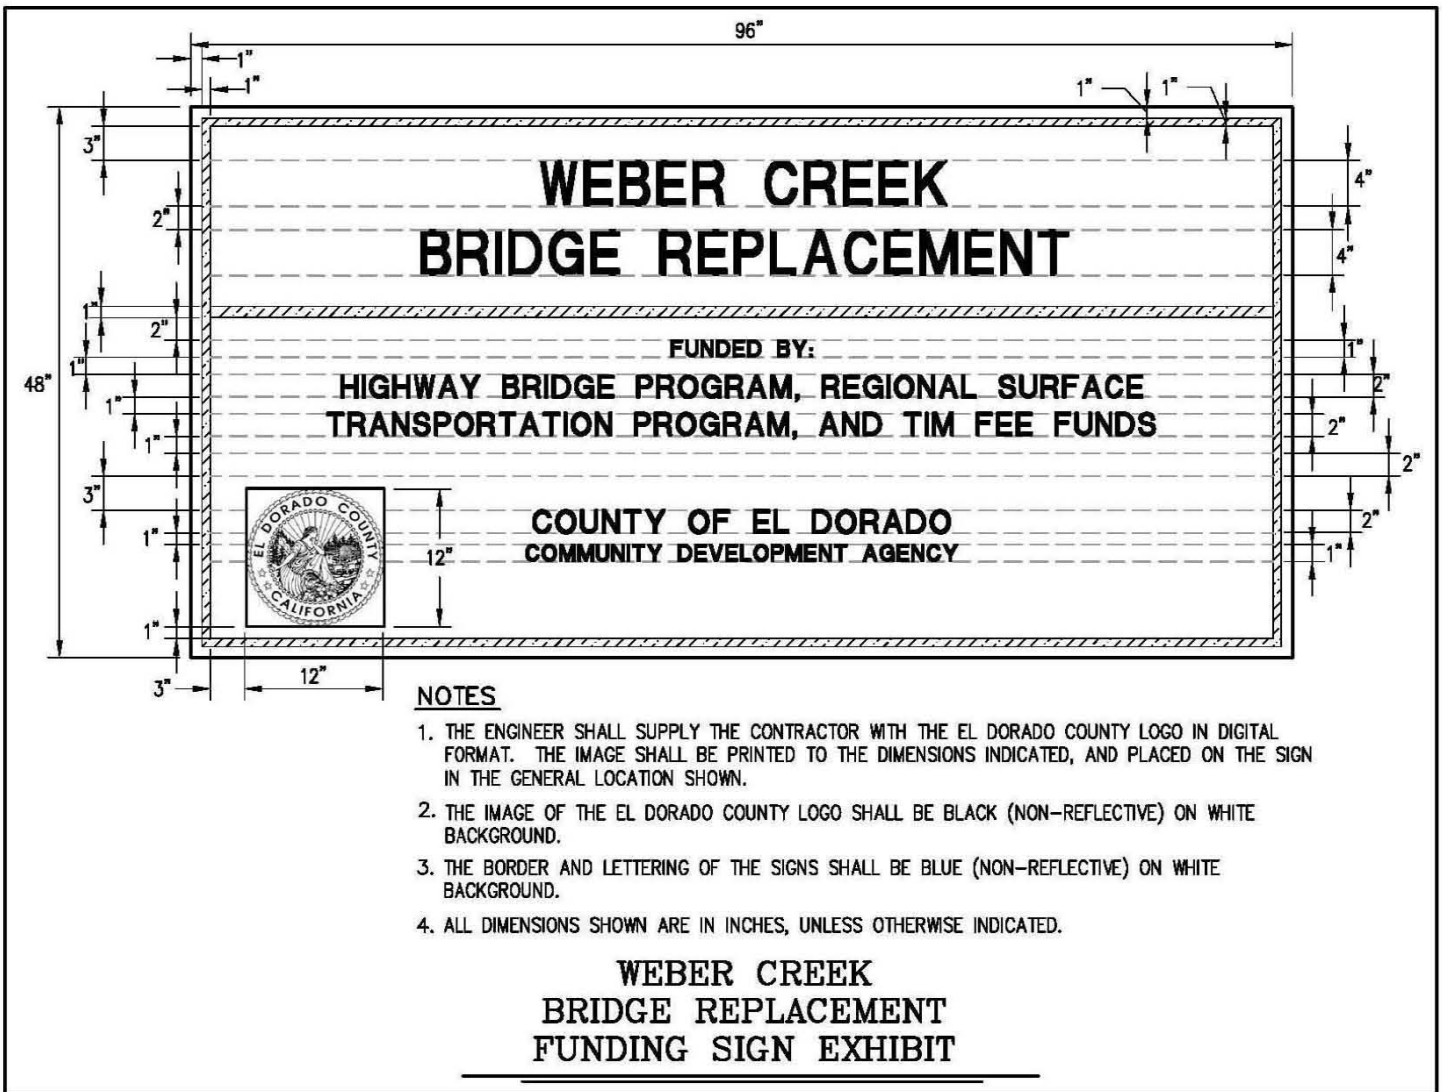 96"
1"
1"
1" 1"
3"
WEBER CREEK
4"
2"
BRIDGE REPLACEMENT
4"
1"
2"
FUNDED BY:
1"
1"
48"
HIGHWAY BRIDGE PROGRAM, REGIONAL SURFACE
2"
1"
TRANSPORTATION PROGRAM, AND TIM FEE FUNDS
2"
1"
2"
3"
EL DORADO COUNTY
CALIFORNIA
COUNTY OF EL DORADO
2"
1"
COMMUNITY DEVELOPMENT AGENCY
12"
1"
1"
3"
12"
NOTES
1. THE ENGINEER SHALL SUPPLY THE CONTRACTOR WITH THE EL DORADO COUNTY LOGO IN DIGITAL
FORMAT. THE IMAGE SHALL BE PRINTED TO THE DIMENSIONS INDICATED, AND PLACED ON THE SIGN
IN THE GENERAL LOCATION SHOWN.
2. THE IMAGE OF THE EL DORADO COUNTY LOGO SHALL BE BLACK (NON-REFLECTIVE) ON WHITE
BACKGROUND.
3. THE BORDER AND LETTERING OF THE SIGNS SHALL BE BLUE (NON-REFLECTIVE) ON WHITE
BACKGROUND.
4. ALL DIMENSIONS SHOWN ARE IN INCHES, UNLESS OTHERWISE INDICATED.
WEBER CREEK
BRIDGE REPLACEMENT
FUNDING SIGN EXHIBIT